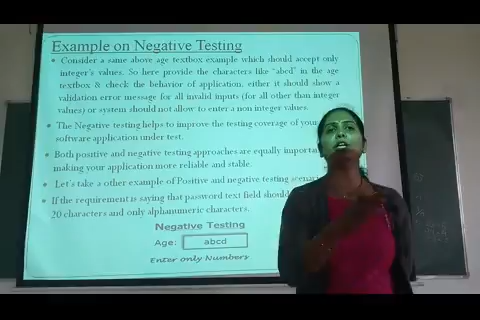 Example on Negative Testing
Consider a same above age textbox example which should accept only
integer's values. So here provide the characters like "abcd" in the age
textbox & check the behavior of application, either it should show a
validation error message for all invalid inputs (for all other than integer
values) or system should not allow to enter a non integer values.
The Negative testing helps to improve the testing coverage of your
software application under test.
Both positive and negative testing approaches are equally
making your application more reliable and stable.
Let's take a other example of Positive and negative testing
If the requirement is saying that password text field should
20 characters and only alphanumeric characters.
Negative Testing
Age: abcd
Enter only Numbers